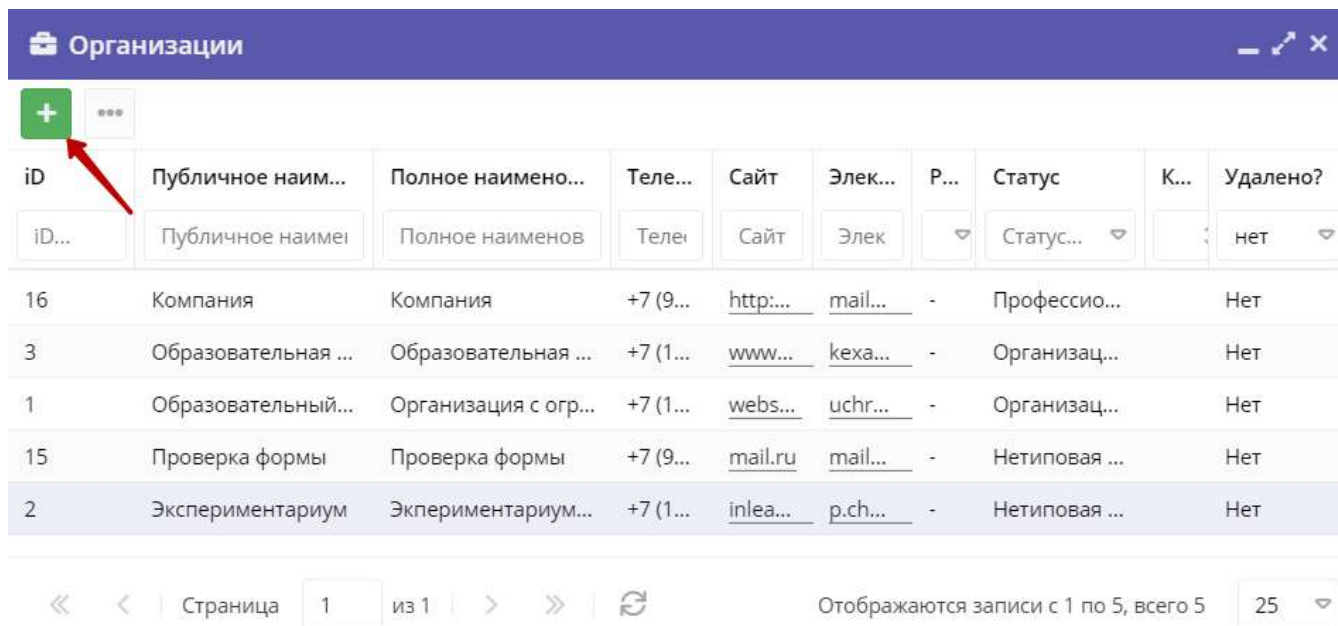 Организации
iD Публичное наим... Полное наимено... Теле... Сайт Элек... Р... Статус К... Удалено?
iD... Публичное наимен Полное наименов Теле Сайт Элек Статус... нет
16 Компания Компания +7 (9... http:... mail... - Профессио... Нет
3 Образовательная ... Образовательная ... +7 (1... www... kexa... - Организац... Нет
1 Образовательный... Организация с огр... +7 (1... webs... uchr... - Организац... Нет
15 Проверка формы Проверка формы +7 (9... mail.ru mail... - Нетиповая ... Нет
2 Экспериментариум Экпериментариум... +7 (1... inlea... p.ch... - Нетиповая ... Нет
Страница 1 из 1 Отображаются записи с 1 по 5, всего 5 25